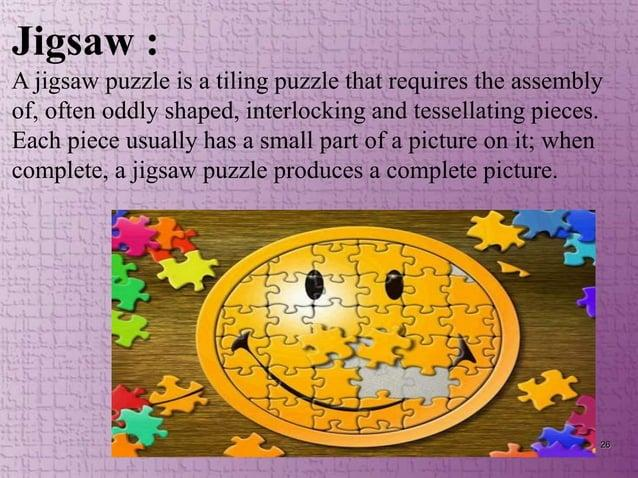 Jigsaw :
A jigsaw puzzle is a tiling puzzle that requires the assembly
of, often oddly shaped, interlocking and tessellating pieces.
Each piece usually has a small part of a picture on it; when
complete, a jigsaw puzzle produces a complete picture.
26